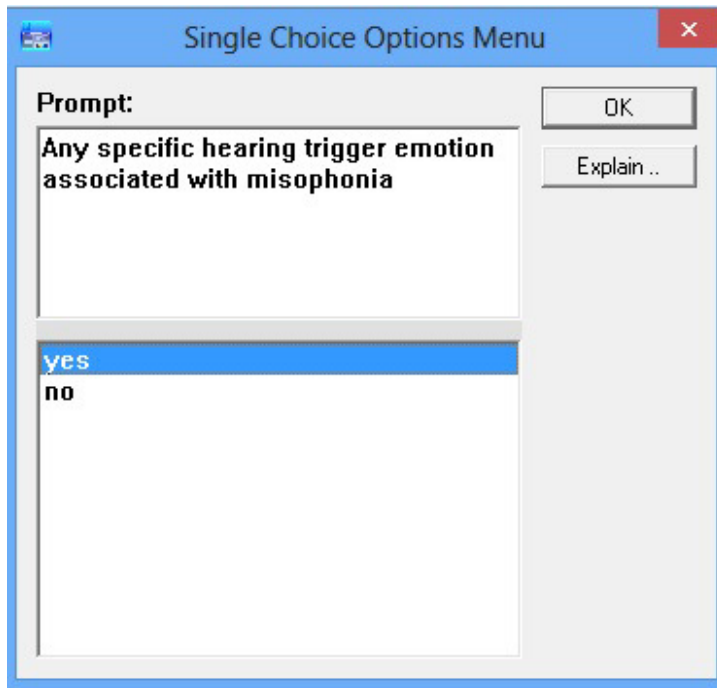 Single Choice Options Menu
Prompt:
OK
Any specific hearing trigger emotion
associated with misophonia
Explain ..
yes
no